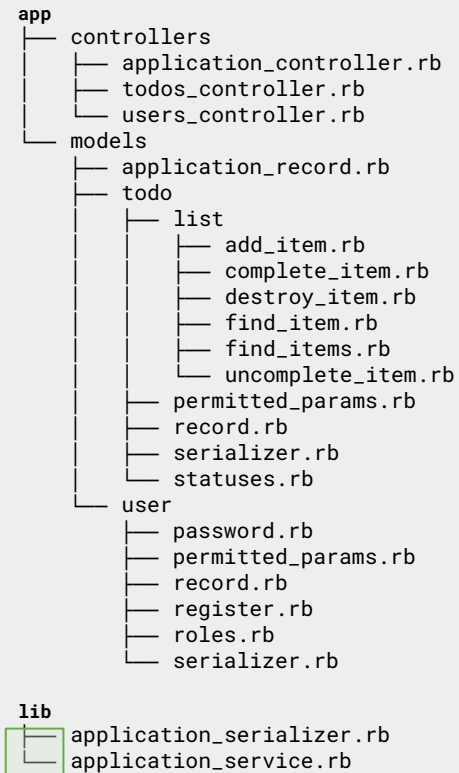 app
├── controllers
│   ├── application_controller.rb
│   ├── todos_controller.rb
│   └── users_controller.rb
└── models
    ├── application_record.rb
    ├── todo
    │   ├── list
    │   │   ├── add_item.rb
    │   │   ├── complete_item.rb
    │   │   ├── destroy_item.rb
    │   │   ├── find_item.rb
    │   │   ├── find_items.rb
    │   │   └── uncomplete_item.rb
    │   ├── permitted_params.rb
    │   ├── record.rb
    │   ├── serializer.rb
    │   └── statuses.rb
    └── user
        ├── password.rb
        ├── permitted_params.rb
        ├── record.rb
        ├── register.rb
        ├── roles.rb
        └── serializer.rb
lib
├── application_serializer.rb
└── application_service.rb